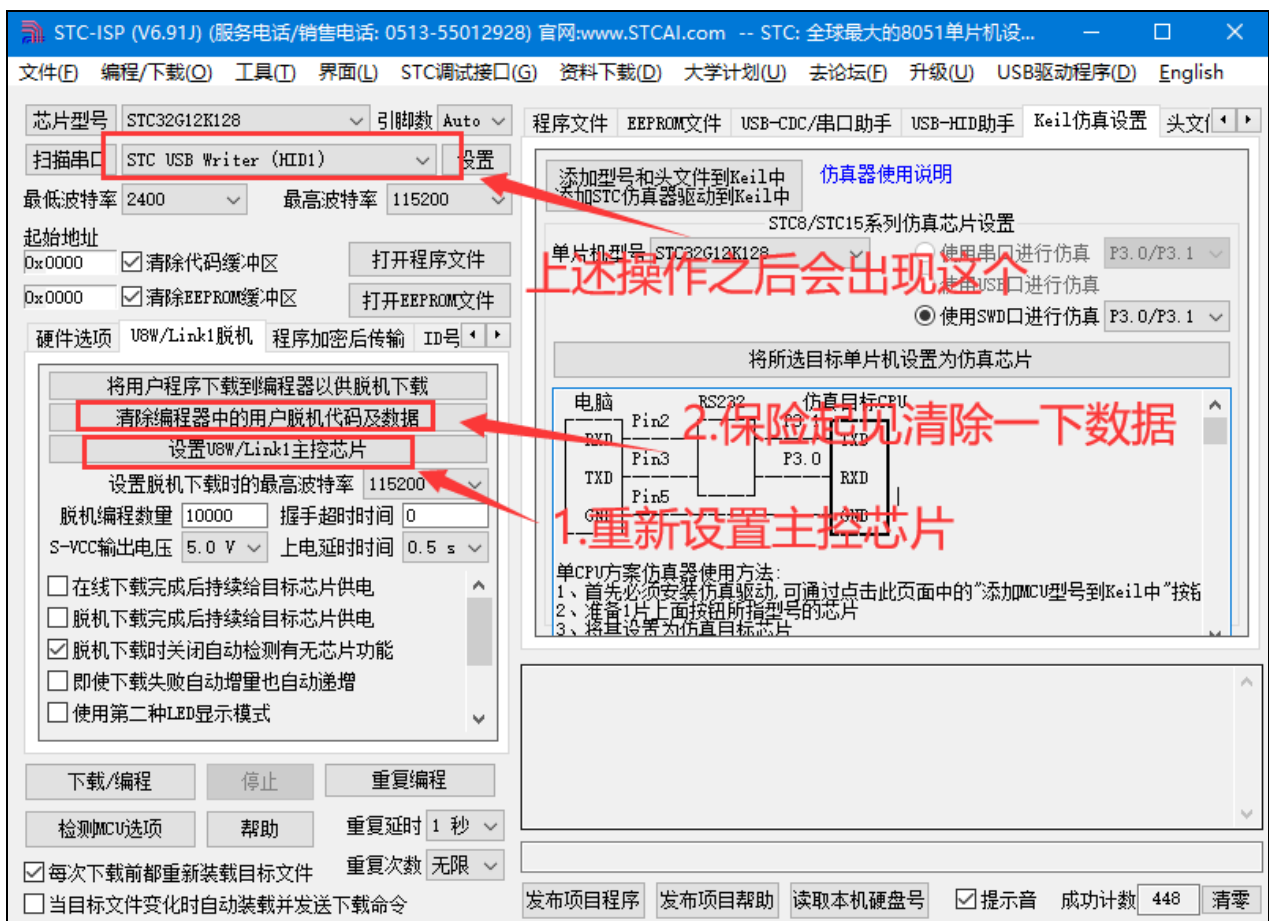 STC-ISP (V6.91J) (服务电话/销售电话: 0513-55012928) 官网:www.STCAI.com -- STC: 全球最大的8051单片机设...
文件(F) 编程/下载(O) 工具(T) 界面(L) STC调试接口(G) 资料下载(D) 大学计划(U) 去论坛(F) 升级(U) USB驱动程序(D) English
芯片型号 STC32G12K128 引脚数 Auto
扫描串口 STC USB Writer (HID1) 设置
最低波特率 2400 最高波特率 115200
起始地址
0x0000 清除代码缓冲区 打开程序文件
0x0000 清除EEPROM缓冲区 打开EEPROM文件
硬件选项 U8W/Link1脱机 程序加密后传输 ID号
将用户程序下载到编程器以供脱机下载
清除编程器中的用户脱机代码及数据
设置U8W/Link1主控芯片
设置脱机下载时的最高波特率 115200
脱机编程数量 10000 握手超时时间 0
S-VCC输出电压 5.0 V 上电延时时间 0.5 s
在线下载完成后持续给目标芯片供电
脱机下载完成后持续给目标芯片供电
脱机下载时关闭自动检测有无芯片功能
即使下载失败自动增量也自动递增
使用第二种LED显示模式
下载/编程 停止 重复编程
检测MCU选项 帮助 重复延时 1 秒
每次下载前都重新装载目标文件 重复次数 无限
当目标文件变化时自动装载并发送下载命令
程序文件 EEPROM文件 USB-CDC/串口助手 USB-HID助手 Keil仿真设置 头文
添加型号和头文件到Keil中
添加STC仿真器驱动到Keil中
仿真器使用说明
STC8/STC15系列仿真芯片设置
单片机型号 STC32G12K128 使用串口进行仿真 P3.0/P3.1
上述操作之后会出现这个
使用USB口进行仿真
使用SWD口进行仿真 P3.0/P3.1
将所选目标单片机设置为仿真芯片
电脑 RS232 仿真目标CPU
Pin2 P3.1
RXD TXD
2.保险起见清除一下数据
Pin3 P3.0
TXD RXD
Pin5
GND GND
1.重新设置主控芯片
单CPU方案仿真器使用方法:
1、首先必须安装仿真驱动,可通过点击此页面中的"添加MCU型号到Keil中"按钮
2、准备1片上面按钮所指型号的芯片
3、将其设置为仿真目标芯片
发布项目程序 发布项目帮助 读取本机硬盘号 提示音 成功计数 448 清零